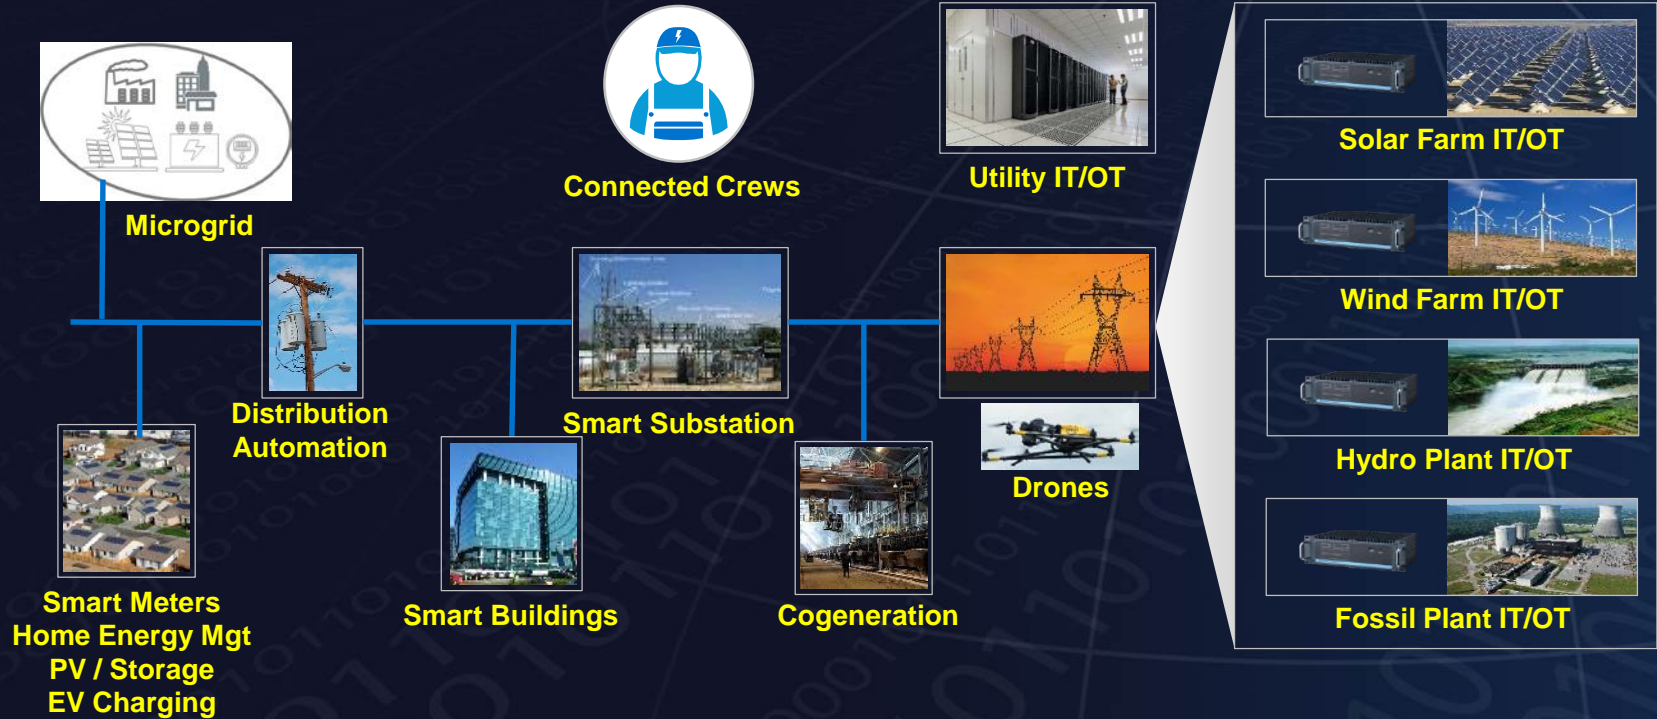 Microgrid
Connected Crews
Utility IT/OT
Solar Farm IT/OT
Wind Farm IT/OT
Hydro Plant IT/OT
Fossil Plant IT/OT
Distribution
Automation
Smart Substation
Drones
Smart Meters
Home Energy Mgt
PV / Storage
EV Charging
Smart Buildings
Cogeneration